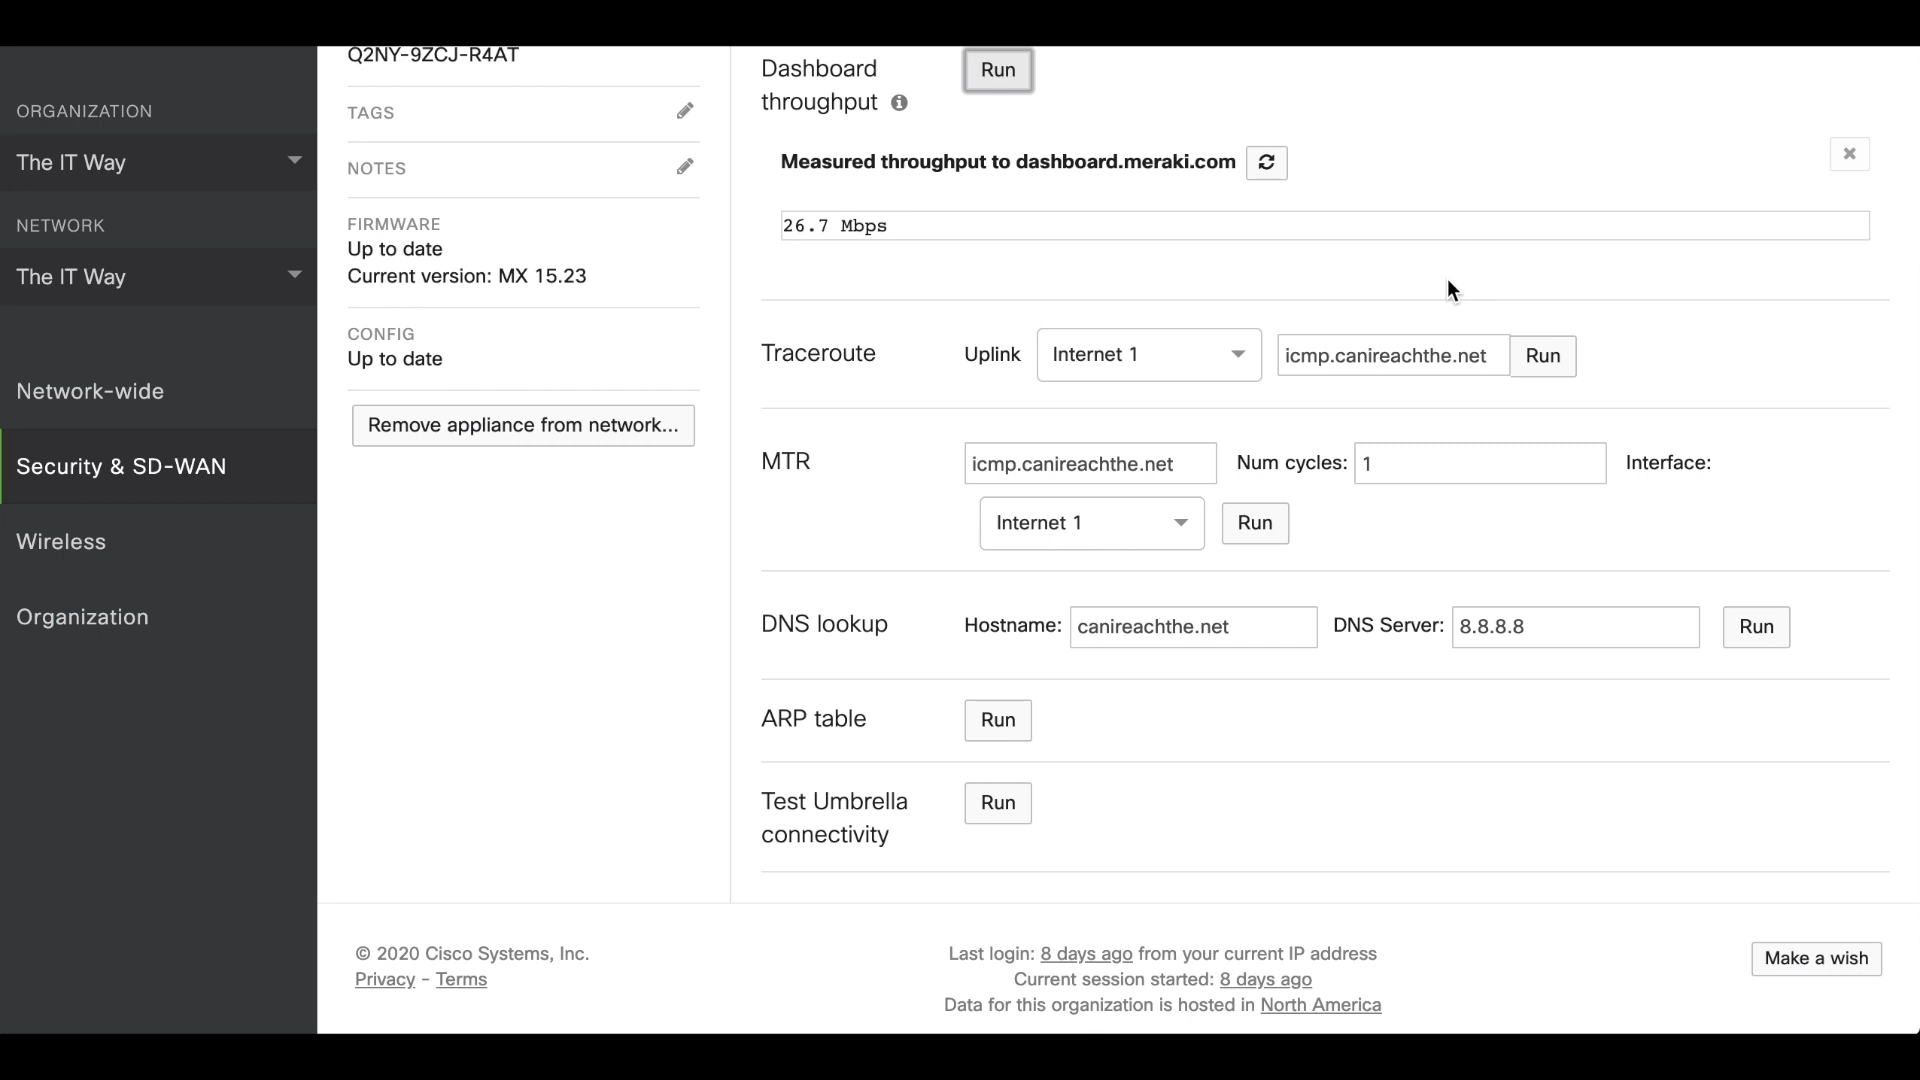 ORGANIZATION
The IT Way
NETWORK
The IT Way
Network-wide
Security & SD-WAN
Wireless
Organization
Q2NY-9ZCJ-R4AT
TAGS
NOTES
FIRMWARE
Up to date
Current version: MX 15.23
CONFIG
Up to date
Remove appliance from network...
Dashboard
throughput
Run
Measured throughput to dashboard.meraki.com
26.7 Mbps
Traceroute Uplink Internet 1 icmp.canireachthe.net Run
MTR icmp.canireachthe.net Num cycles: 1 Interface:
Internet 1 Run
DNS lookup Hostname: canireachthe.net DNS Server: 8.8.8.8 Run
ARP table Run
Test Umbrella
connectivity
Run
© 2020 Cisco Systems, Inc.
Privacy - Terms
Last login: 8 days ago from your current IP address
Current session started: 8 days ago
Data for this organization is hosted in North America
Make a wish